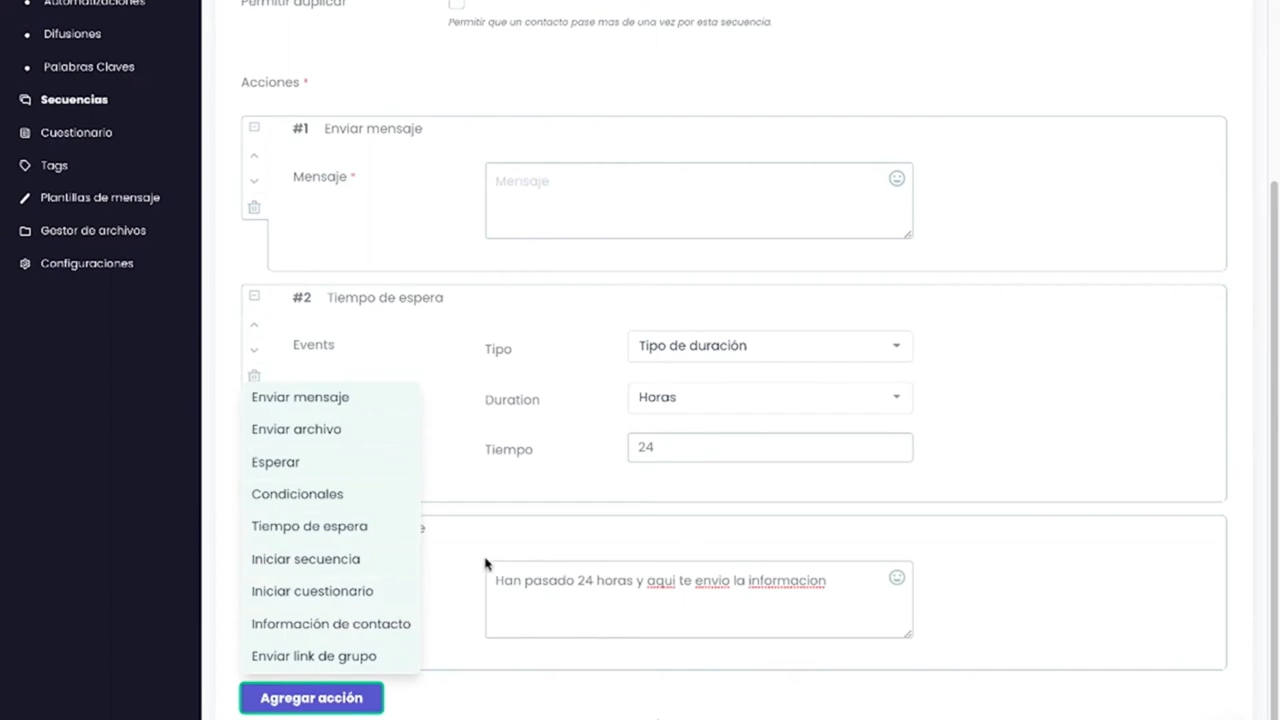 Automatizaciones
Difusiones
Palabras Claves
Secuencias
Cuestionario
Tags
Plantillas de mensaje
Gestor de archivos
Configuraciones
Permitir duplicar
Permitir que un contacto pase mas de una vez por esta secuencia.
Acciones *
#1 Enviar mensaje
Mensaje *
Mensaje
#2 Tiempo de espera
Events
Tipo
Tipo de duración
Duration
Horas
Tiempo
24
Enviar mensaje
Enviar archivo
Esperar
Condicionales
Tiempo de espera
Iniciar secuencia
Iniciar cuestionario
Información de contacto
Enviar link de grupo
Han pasado 24 horas y aqui te envio la informacion
Agregar acción